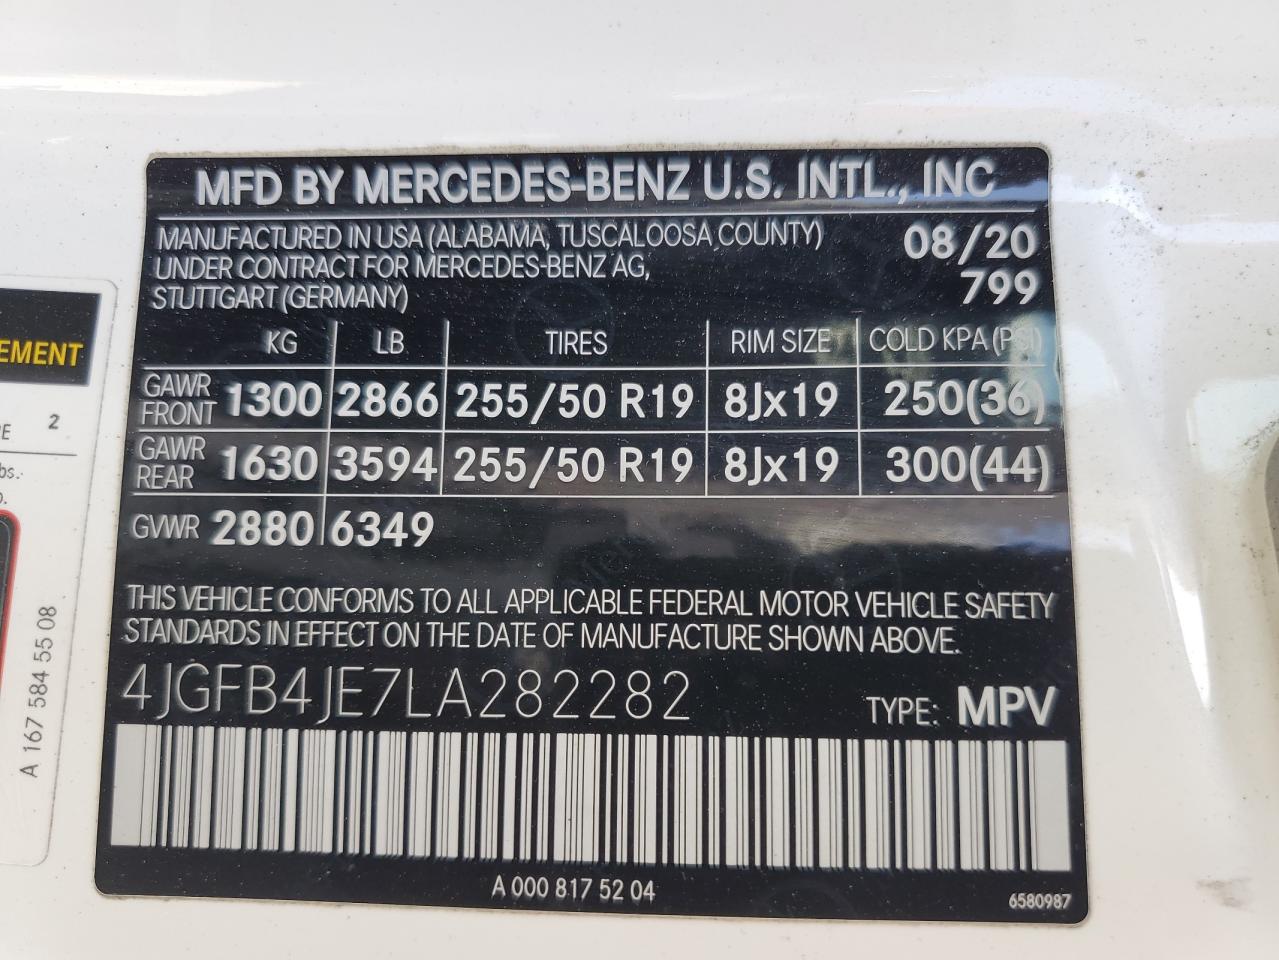 MFD BY MERCEDES-BENZ U.S. INTL., INC
MANUFACTURED IN USA (ALABAMA, TUSCALOOSA COUNTY) 08/20
UNDER CONTRACT FOR MERCEDES-BENZ AG, 799
STUTTGART (GERMANY)
KG LB TIRES RIM SIZE COLD KPA (PSI)
GAWR FRONT 1300 2866 255/50 R19 8Jx19 250(36)
GAWR REAR 1630 3594 255/50 R19 8Jx19 300(44)
GVWR 2880 6349
THIS VEHICLE CONFORMS TO ALL APPLICABLE FEDERAL MOTOR VEHICLE SAFETY
STANDARDS IN EFFECT ON THE DATE OF MANUFACTURE SHOWN ABOVE.
4JGFB4JE7LA282282 TYPE: MPV
A 000 817 52 04
6580987
EMENT
2
A 167 584 55 08